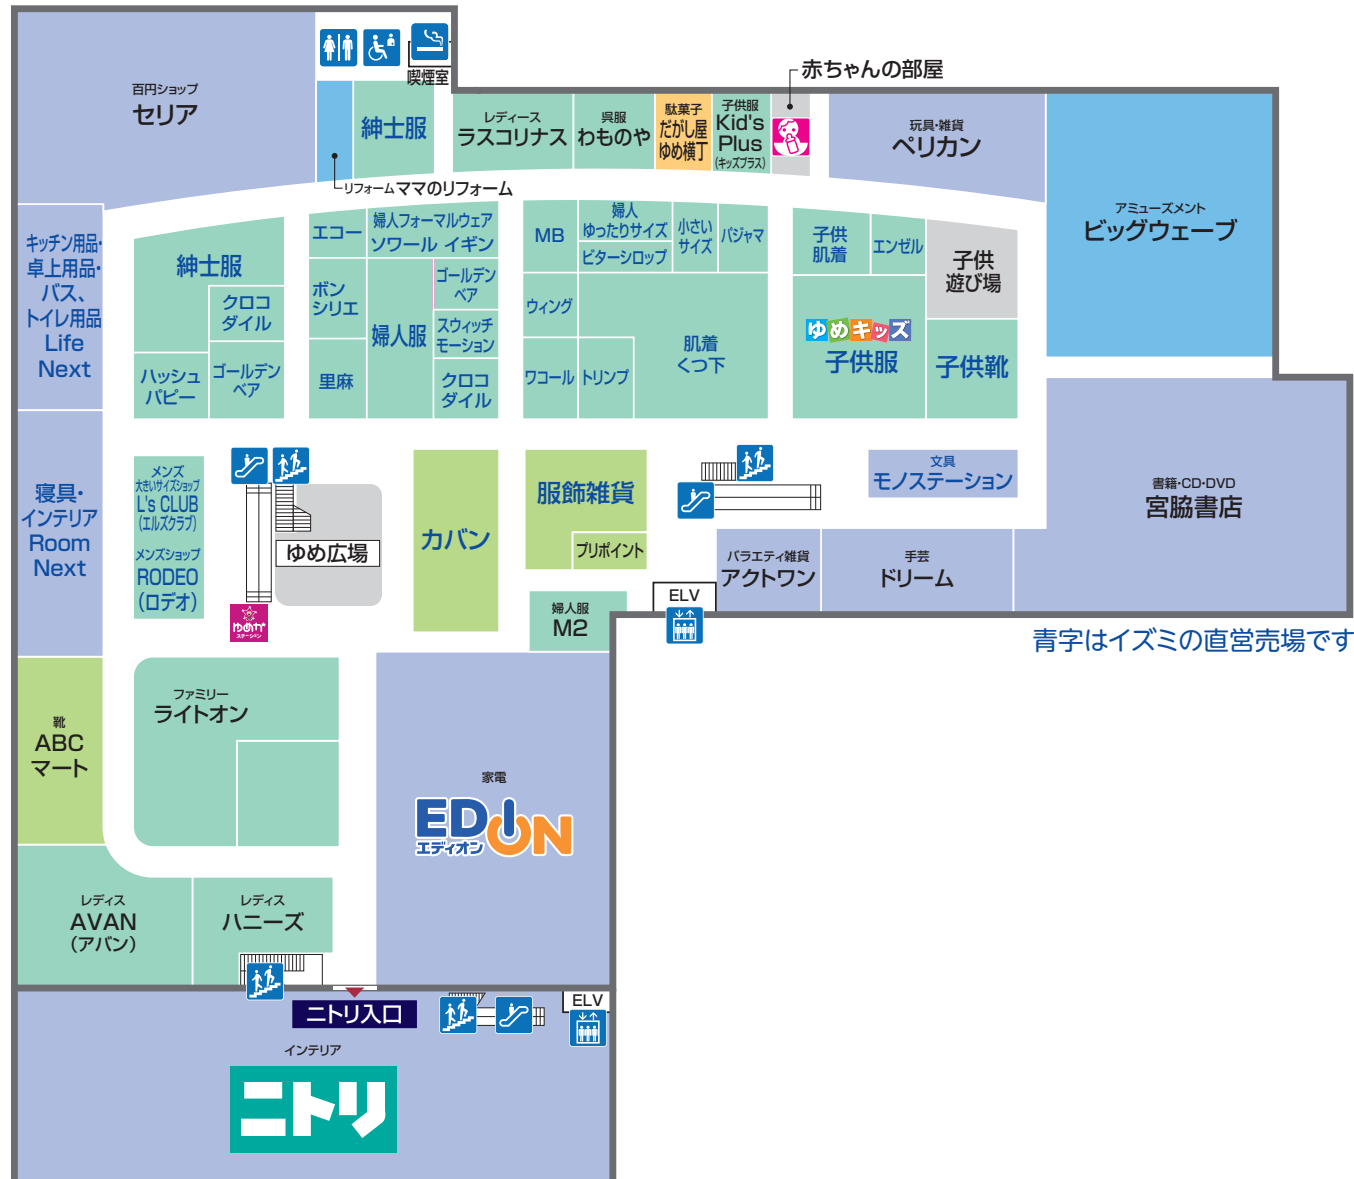 喫煙室
赤ちゃんの部屋
百円ショップ
セリア
紳士服
レディース
ラスコリナス
呉服
わものや
駄菓子
だがし屋
ゆめ横丁
子供服
Kid's
Plus
(キッズプラス)
玩具・雑貨
ペリカン
アミューズメント
ビッグウェーブ
リフォーム ママのリフォーム
キッチン用品・
卓上用品・
バス、
トイレ用品
Life
Next
紳士服
クロコ
ダイル
ハッシュ
パピー
ゴールデン
ベア
エコー
婦人フォーマルウェア
ソワール イギン
ボン
シリエ
婦人服
ゴールデン
ベア
スウィッチ
モーション
里麻
クロコ
ダイル
MB
婦人
ゆったりサイズ
ビターシロップ
小さい
サイズ
パジャマ
ウィング
肌着
くつ下
ワコール
トリンプ
子供
肌着
エンゼル
子供
遊び場
ゆめキッズ
子供服
子供靴
寝具・
インテリア
Room
Next
メンズ
大きいサイズショップ
L's CLUB
(エルズクラブ)
メンズショップ
RODEO
(ロデオ)
ゆめ広場
ゆめか
ステーション
カバン
服飾雑貨
プリポイント
婦人服
M2
文具
モノステーション
書籍・CD・DVD
宮脇書店
バラエティ雑貨
アクトワン
手芸
ドリーム
ELV
青字はイズミの直営売場です
靴
ABC
マート
ファミリー
ライトオン
家電
EDION
エディオン
レディス
AVAN
(アバン)
レディス
ハニーズ
ニトリ入口
ELV
インテリア
ニトリ